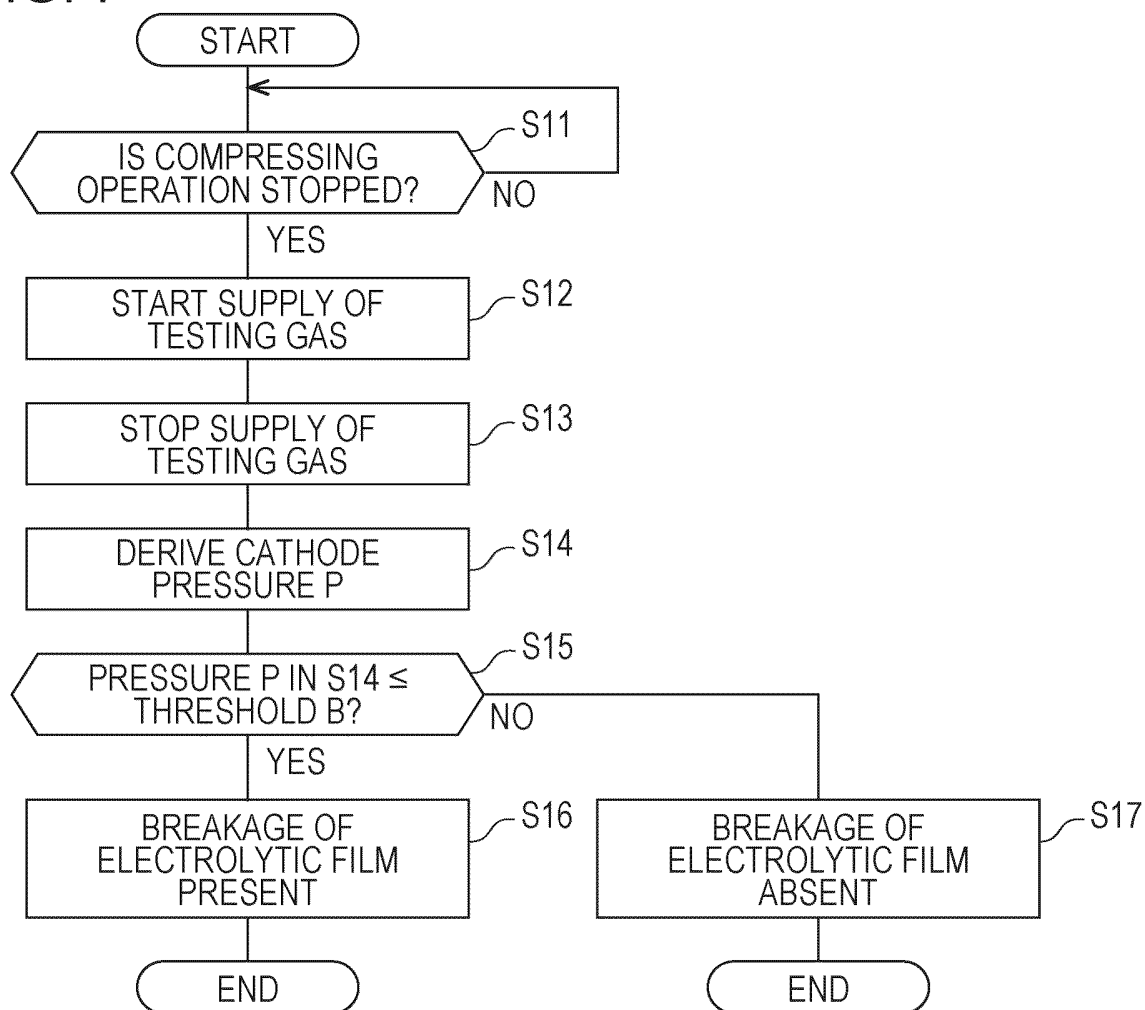 START
S11
IS COMPRESSING
OPERATION STOPPED?
NO
YES
S12
START SUPPLY OF
TESTING GAS
S13
STOP SUPPLY OF
TESTING GAS
S14
DERIVE CATHODE
PRESSURE P
S15
PRESSURE P IN S14 ≤
THRESHOLD B?
NO
YES
S16
BREAKAGE OF
ELECTROLYTIC FILM
PRESENT
S17
BREAKAGE OF
ELECTROLYTIC FILM
ABSENT
END
END